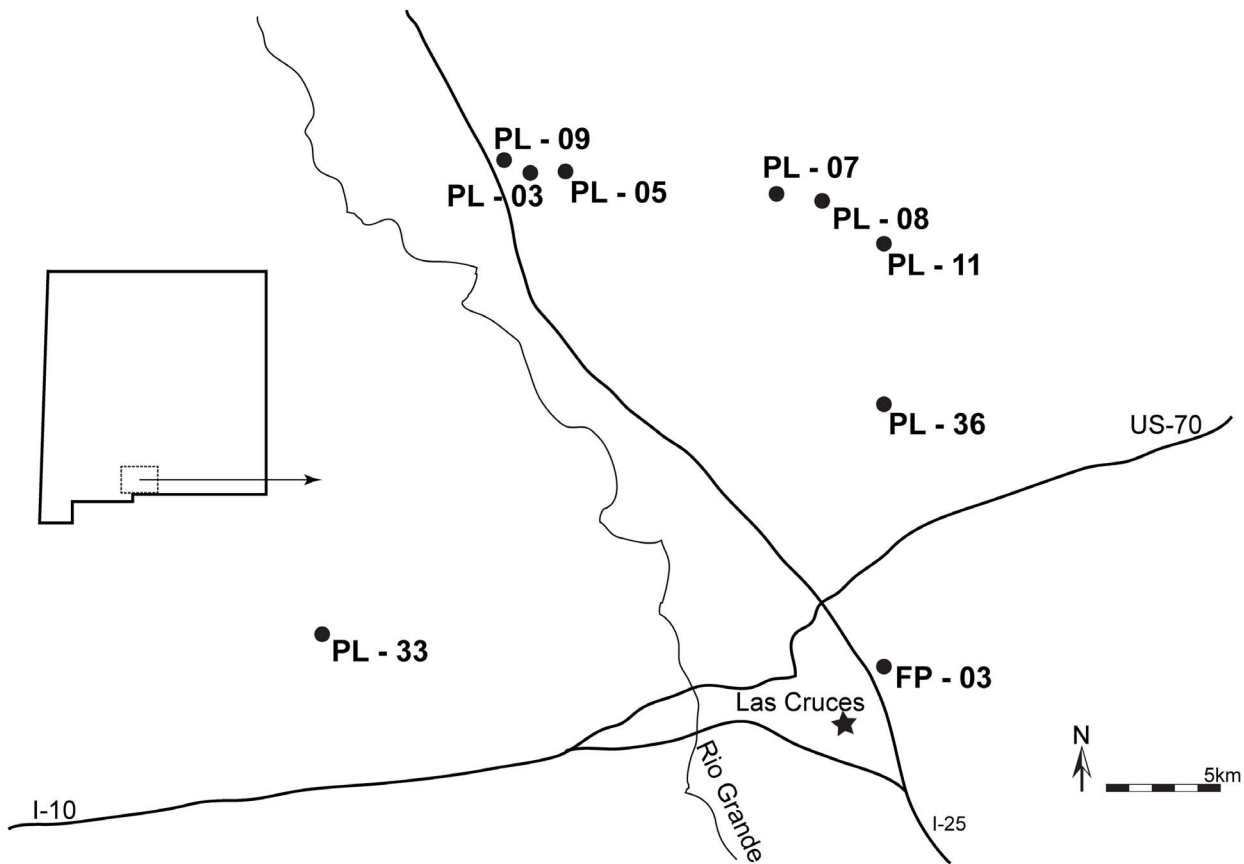 PL - 09
PL - 03
PL - 05
PL - 07
PL - 08
PL - 11
PL - 36
US-70
PL - 33
FP - 03
Las Cruces
Rio Grande
N
5km
I-10
I-25